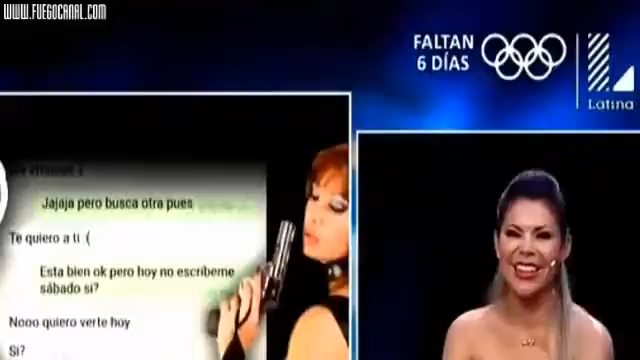 WWW.FUEGOCANAL.COM
FALTAN
6 DÍAS
Latina
Jajaja pero busca otra pues
Te quiero a ti :(
Esta bien ok pero hoy no escribeme
sábado si?
Nooo quiero verte hoy
Si?